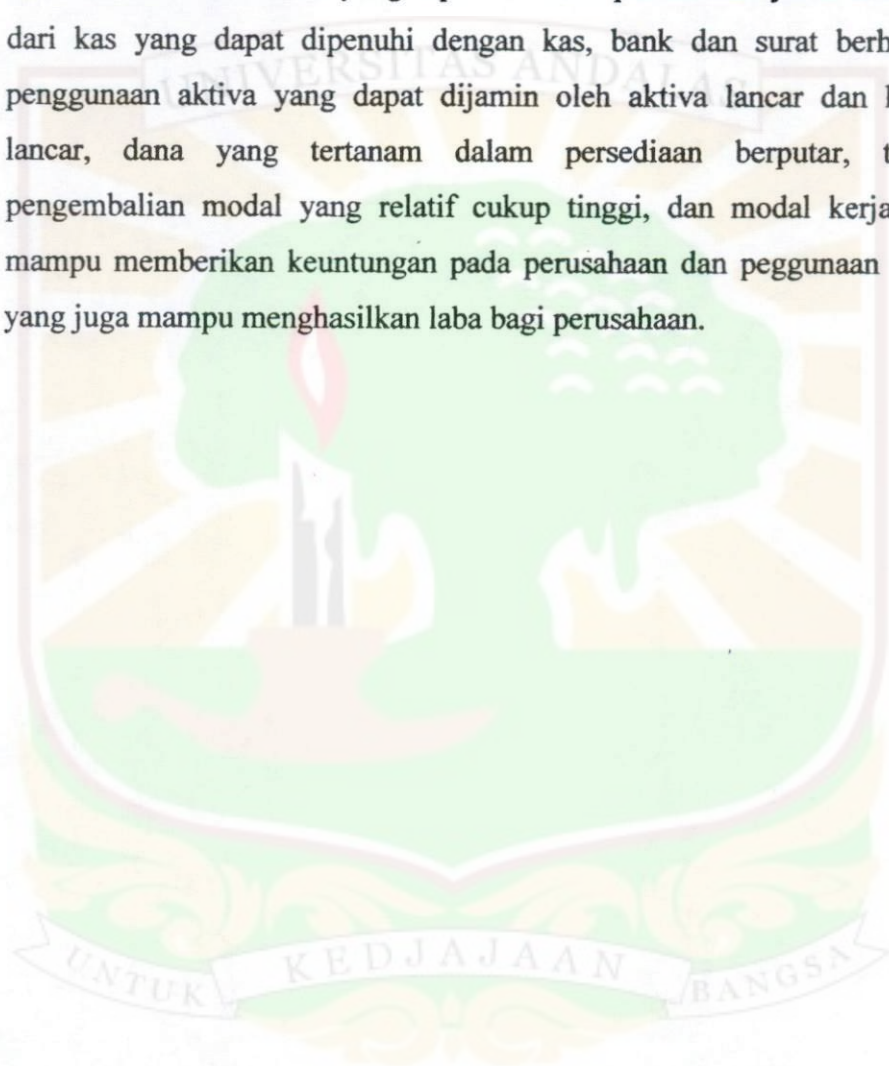 dari kas yang dapat dipenuhi dengan kas, bank dan surat berh
UNIVERSITAS ANDALAS
penggunaan aktiva yang dapat dijamin oleh aktiva lancar dan
lancar, dana yang tertanam dalam persediaan berputar, t
pengembalian modal yang relatif cukup tinggi, dan modal kerja
mampu memberikan keuntungan pada perusahaan dan peggunaan
yang juga mampu menghasilkan laba bagi perusahaan.
UNTUK KEDJAJAAN BANGSA